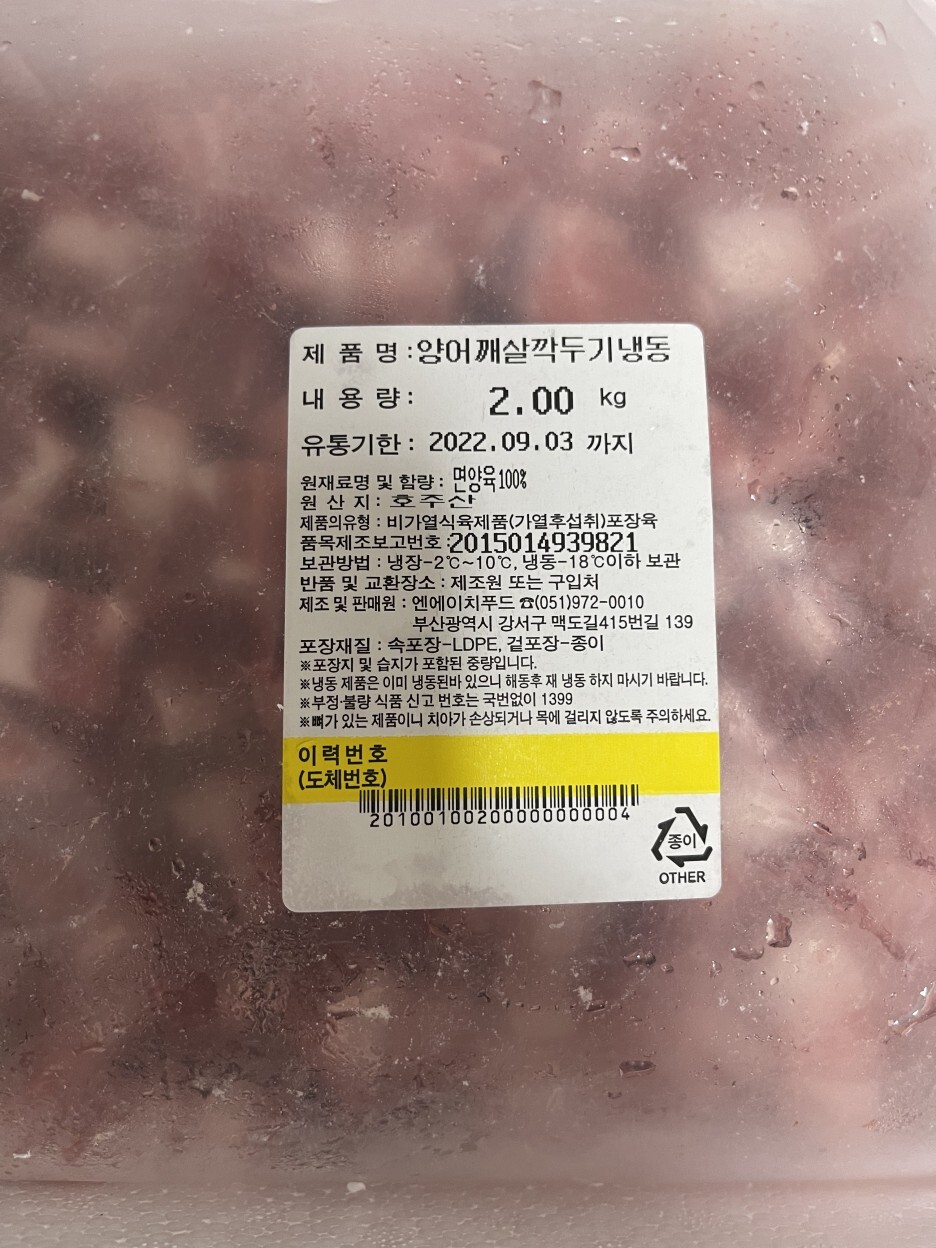 제 품 명 : 양어깨살깍두기냉동
내 용 량 : 2.00 kg
유통기한 : 2022.09.03 까지
원재료명 및 함량 : 면양육100%
원 산 지 : 호주산
제품의유형 : 비가열식육제품(가열후섭취)포장육
품목제조보고번호 : 2015014939821
보관방법 : 냉장-2℃~10℃, 냉동-18℃이하 보관
반품 및 교환장소 : 제조원 또는 구입처
제조 및 판매원 : 엔에이치푸드 ☎(051)972-0010
부산광역시 강서구 맥도길415번길 139
포장재질 : 속포장-LDPE, 겉포장-종이
※포장지 및 습지가 포함된 중량입니다.
※냉동 제품은 이미 냉동된바 있으니 해동후 재 냉동 하지 마시기 바랍니다.
※부정·불량 식품 신고 번호는 국번없이 1399
※뼈가 있는 제품이니 치아가 손상되거나 목에 걸리지 않도록 주의하세요.
이력번호
(도체번호)
20100100200000000004
종이
OTHER